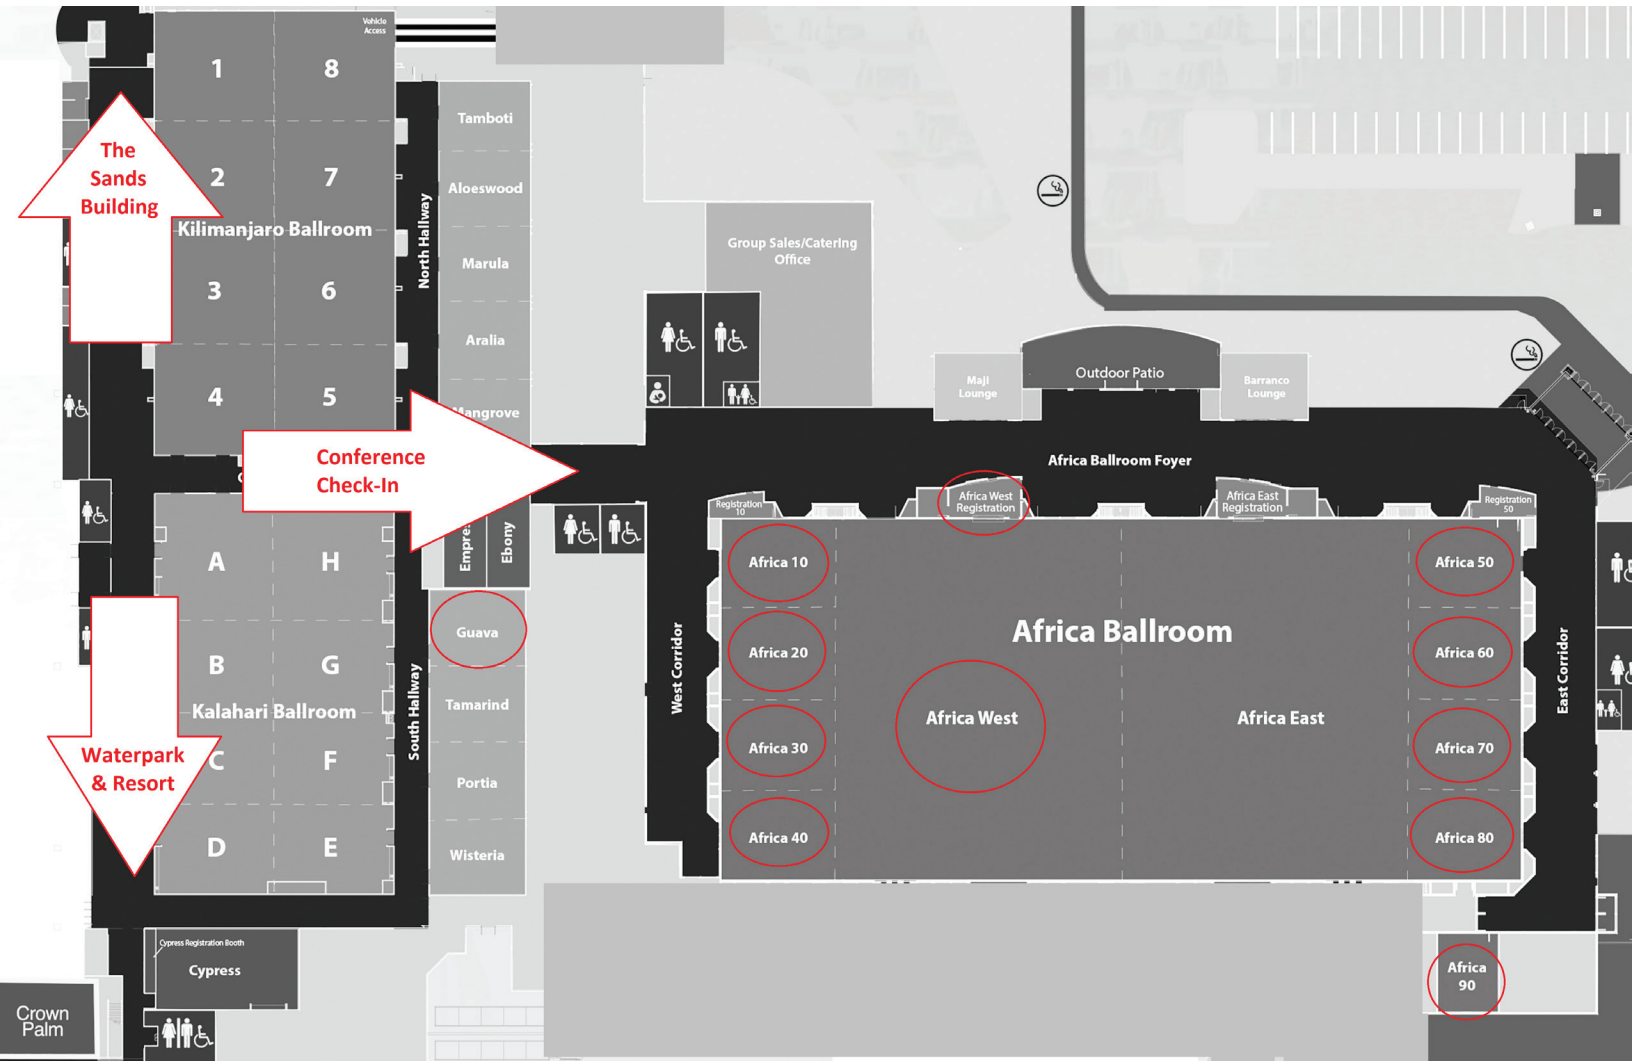 Vehicle
Access
1
8
The
Sands
Building
2
7
Kilimanjaro Ballroom
3
6
4
5
North Hallway
Tamboti
Aloeswood
Marula
Aralia
Mangrove
Group Sales/Catering
Office
Maji
Lounge
Outdoor Patio
Barranco
Lounge
Conference
Check-In
Africa Ballroom Foyer
Registration
10
Africa West
Registration
Africa East
Registration
Registration
50
Ebony
A
H
B
G
Kalahari Ballroom
C
F
D
E
Waterpark
& Resort
South Hallway
Guava
Tamarind
Portia
Wisteria
West Corridor
Africa 10
Africa 20
Africa 30
Africa 40
Africa Ballroom
Africa West
Africa East
Africa 50
Africa 60
Africa 70
Africa 80
East Corridor
Africa
90
Cypress Registration Booth
Cypress
Crown
Palm